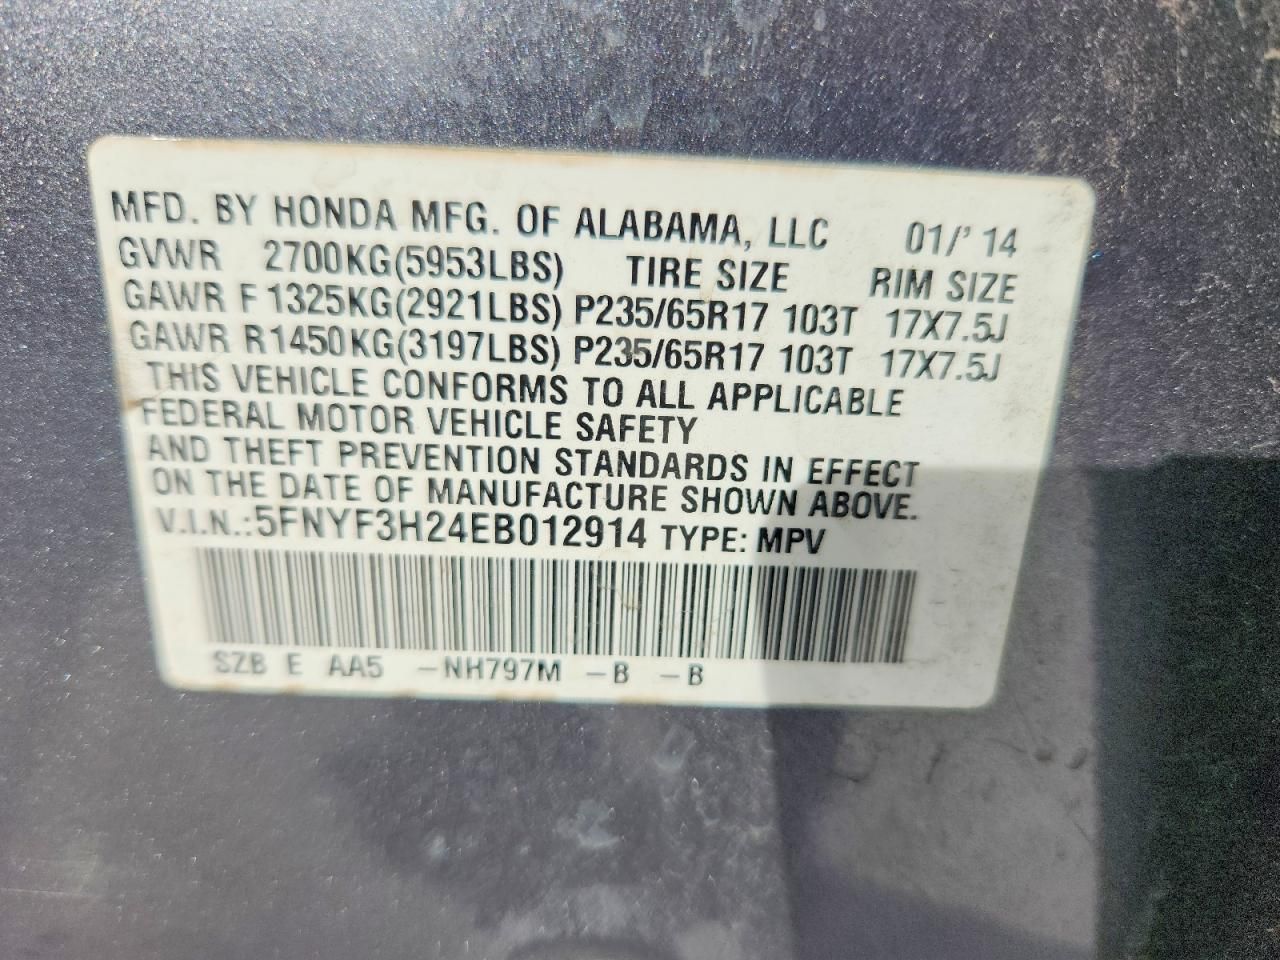 MFD. BY HONDA MFG. OF ALABAMA, LLC 01/' 14
GVWR 2700KG(5953LBS) TIRE SIZE RIM SIZE
GAWR F 1325KG(2921LBS) P235/65R17 103T 17X7.5J
GAWR R1450KG(3197LBS) P235/65R17 103T 17X7.5J
THIS VEHICLE CONFORMS TO ALL APPLICABLE
FEDERAL MOTOR VEHICLE SAFETY
AND THEFT PREVENTION STANDARDS IN EFFECT
ON THE DATE OF MANUFACTURE SHOWN ABOVE.
V.I.N.:5FNYF3H24EB012914 TYPE: MPV
SZB E AA5 -NH797M -B -B